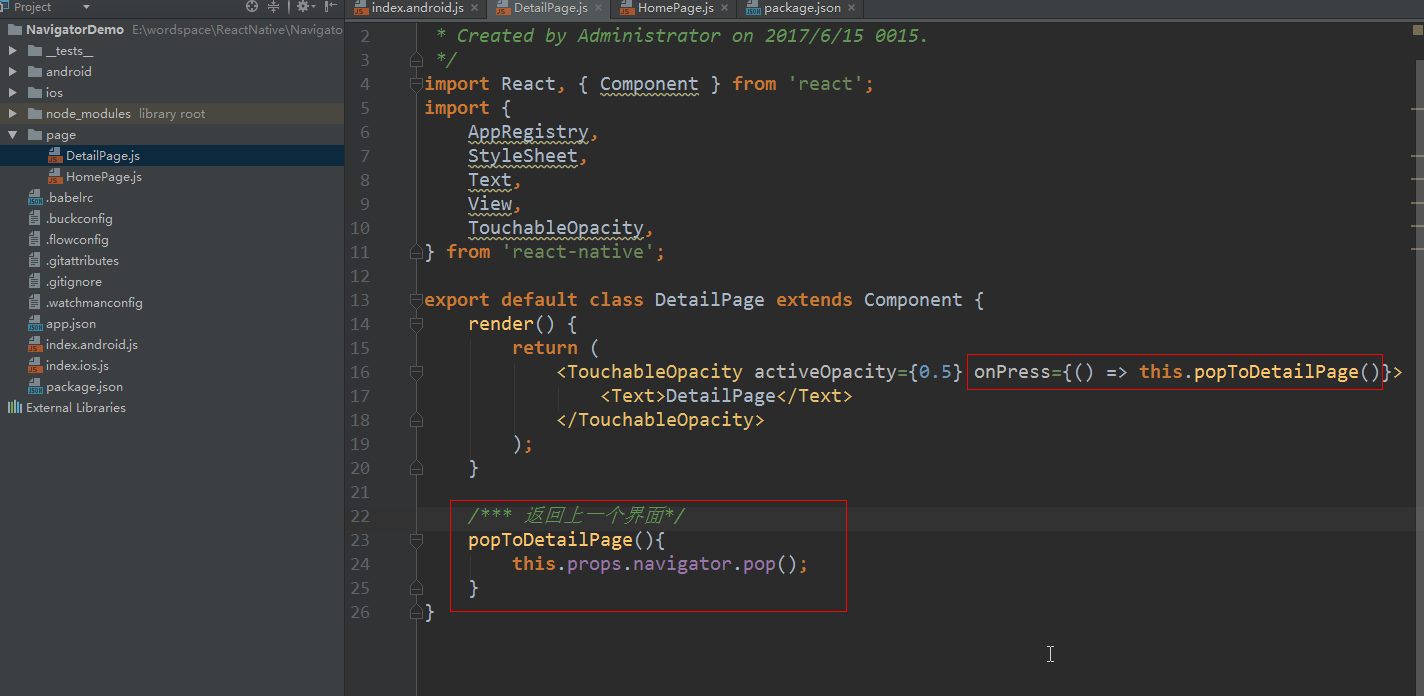 Project
index.android.js
DetailPage.js
HomePage.js
package.json
NavigatorDemo E:\wordspace\ReactNative\Navigato
__tests__
android
ios
node_modules library root
page
DetailPage.js
HomePage.js
.babelrc
.buckconfig
.flowconfig
.gitattributes
.gitignore
.watchmanconfig
app.json
index.android.js
index.ios.js
package.json
External Libraries
2 * Created by Administrator on 2017/6/15 0015.
3 */
4 import React, { Component } from 'react';
5 import {
6 AppRegistry,
7 StyleSheet,
8 Text,
9 View,
10 TouchableOpacity,
11 } from 'react-native';
12
13 export default class DetailPage extends Component {
14 render() {
15 return (
16 <TouchableOpacity activeOpacity={0.5} onPress={() => this.popToDetailPage()}>
17 <Text>DetailPage</Text>
18 </TouchableOpacity>
19 );
20 }
21
22 /*** 返回上一个界面*/
23 popToDetailPage(){
24 this.props.navigator.pop();
25 }
26 }